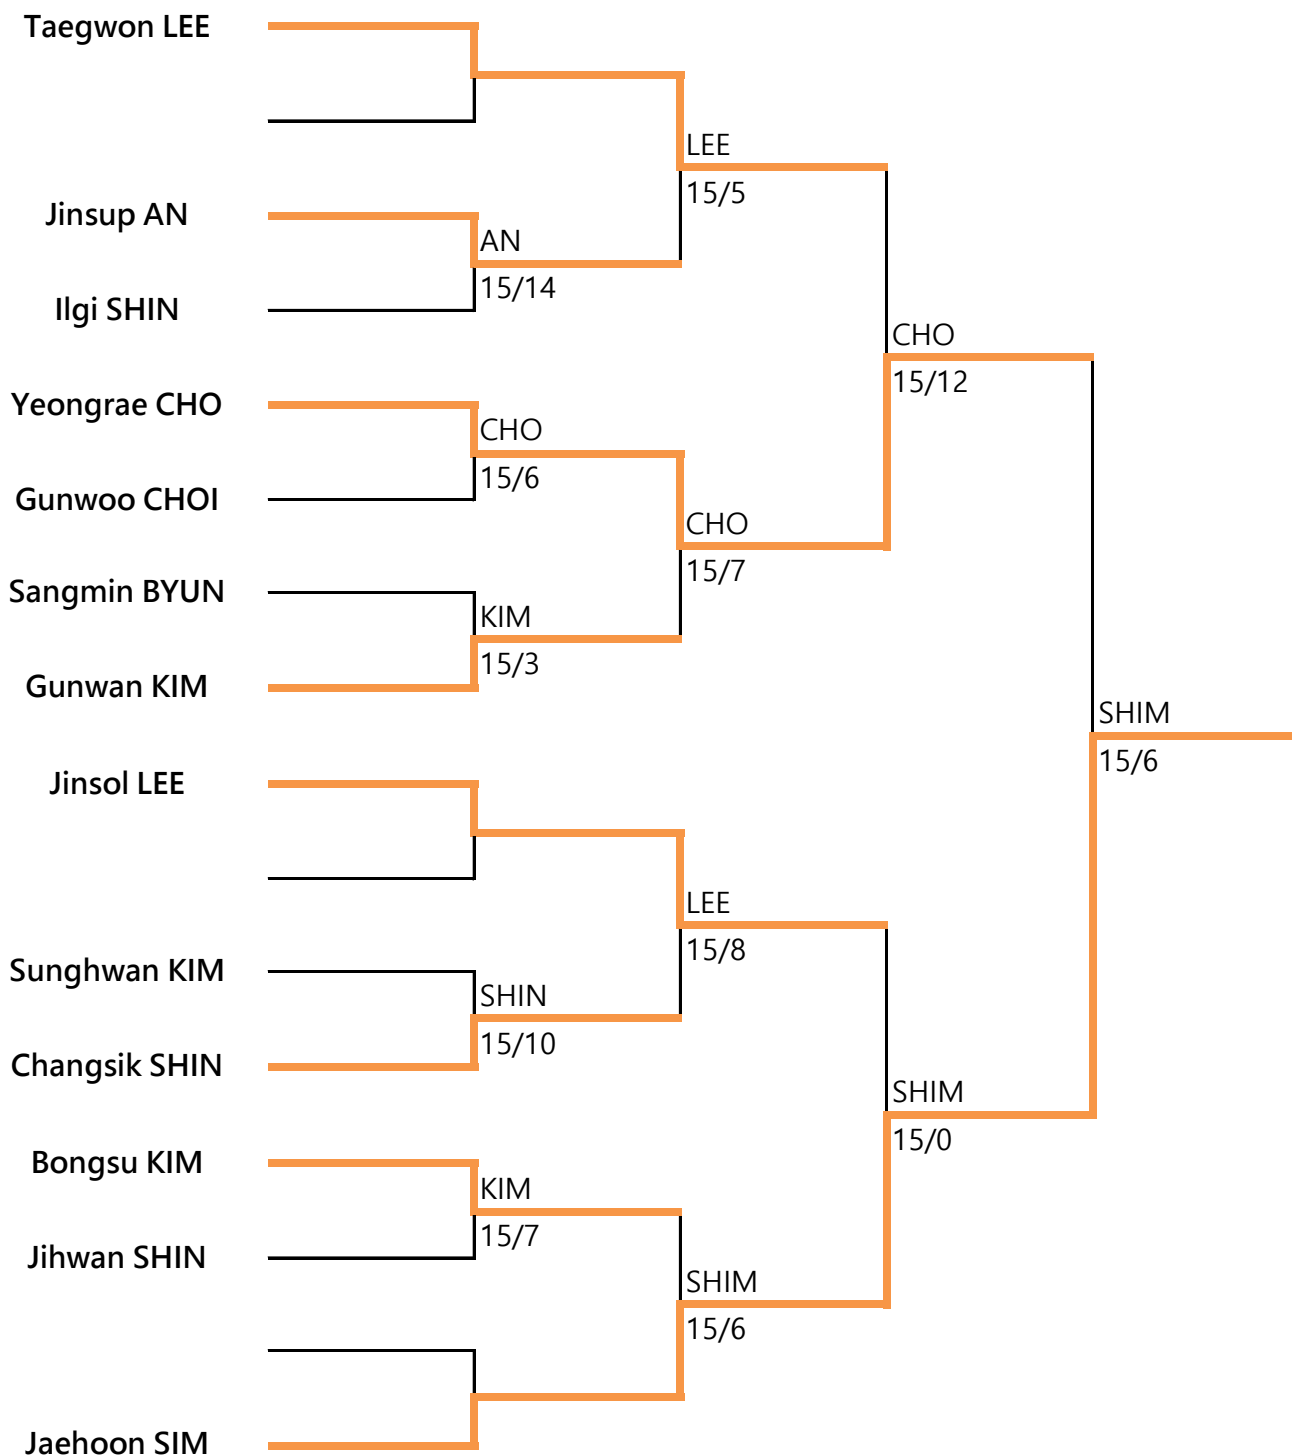 Taegwon LEE
LEE
15/5
Jinsup AN
AN
15/14
Ilgi SHIN
CHO
15/12
Yeongrae CHO
CHO
15/6
Gunwoo CHOI
CHO
15/7
Sangmin BYUN
KIM
15/3
Gunwan KIM
SHIM
15/6
Jinsol LEE
LEE
15/8
Sunghwan KIM
SHIN
15/10
Changsik SHIN
SHIM
15/0
Bongsu KIM
KIM
15/7
Jihwan SHIN
SHIM
15/6
Jaehoon SIM